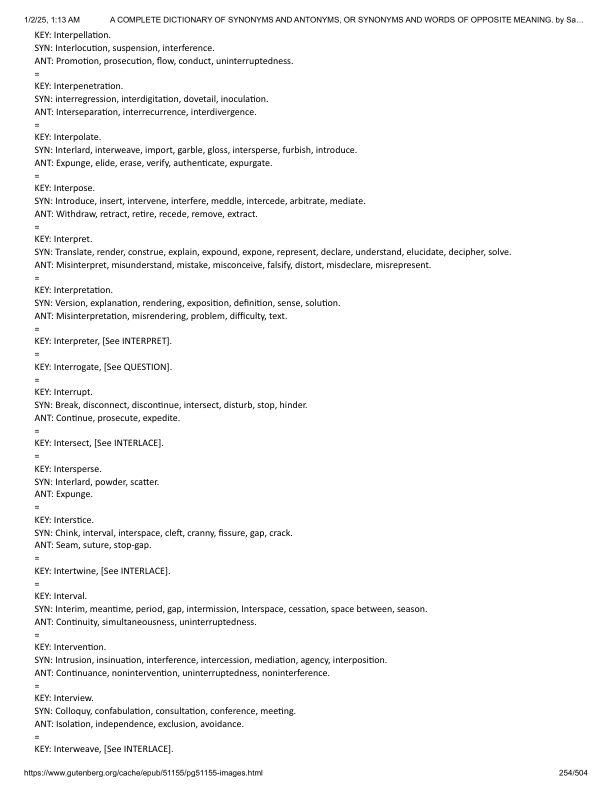 1/2/25, 1:13 AM A COMPLETE DICTIONARY OF SYNONYMS AND ANTONYMS, OR SYNONYMS AND WORDS OF OPPOSITE MEANING. by Sa…
KEY: Interpellation.
SYN: Interlocution, suspension, interference.
ANT: Promotion, prosecution, flow, conduct, uninterruptedness.
=
KEY: Interpenetration.
SYN: interregression, interdigitation, dovetail, inoculation.
ANT: Interseparation, interrecurrence, interdivergence.
=
KEY: Interpolate.
SYN: Interlard, interweave, import, garble, gloss, intersperse, furbish, introduce.
ANT: Expunge, elide, erase, verify, authenticate, expurgate.
=
KEY: Interpose.
SYN: Introduce, insert, intervene, interfere, meddle, intercede, arbitrate, mediate.
ANT: Withdraw, retract, retire, recede, remove, extract.
=
KEY: Interpret.
SYN: Translate, render, construe, explain, expound, expone, represent, declare, understand, elucidate, decipher, solve.
ANT: Misinterpret, misunderstand, mistake, misconceive, falsify, distort, misdeclare, misrepresent.
=
KEY: Interpretation.
SYN: Version, explanation, rendering, exposition, definition, sense, solution.
ANT: Misinterpretation, misrendering, problem, difficulty, text.
=
KEY: Interpreter, [See INTERPRET].
=
KEY: Interrogate, [See QUESTION].
=
KEY: Interrupt.
SYN: Break, disconnect, discontinue, intersect, disturb, stop, hinder.
ANT: Continue, prosecute, expedite.
=
KEY: Intersect, [See INTERLACE].
=
KEY: Intersperse.
SYN: Interlard, powder, scatter.
ANT: Expunge.
=
KEY: Interstice.
SYN: Chink, interval, interspace, cleft, cranny, fissure, gap, crack.
ANT: Seam, suture, stop-gap.
=
KEY: Intertwine, [See INTERLACE].
=
KEY: Interval.
SYN: Interim, meantime, period, gap, intermission, Interspace, cessation, space between, season.
ANT: Continuity, simultaneousness, uninterruptedness.
=
KEY: Intervention.
SYN: Intrusion, insinuation, interference, intercession, mediation, agency, interposition.
ANT: Continuance, nonintervention, uninterruptedness, noninterference.
=
KEY: Interview.
SYN: Colloquy, confabulation, consultation, conference, meeting.
ANT: Isolation, independence, exclusion, avoidance.
=
KEY: Interweave, [See INTERLACE].
https://www.gutenberg.org/cache/epub/51155/pg51155-images.html 254/504